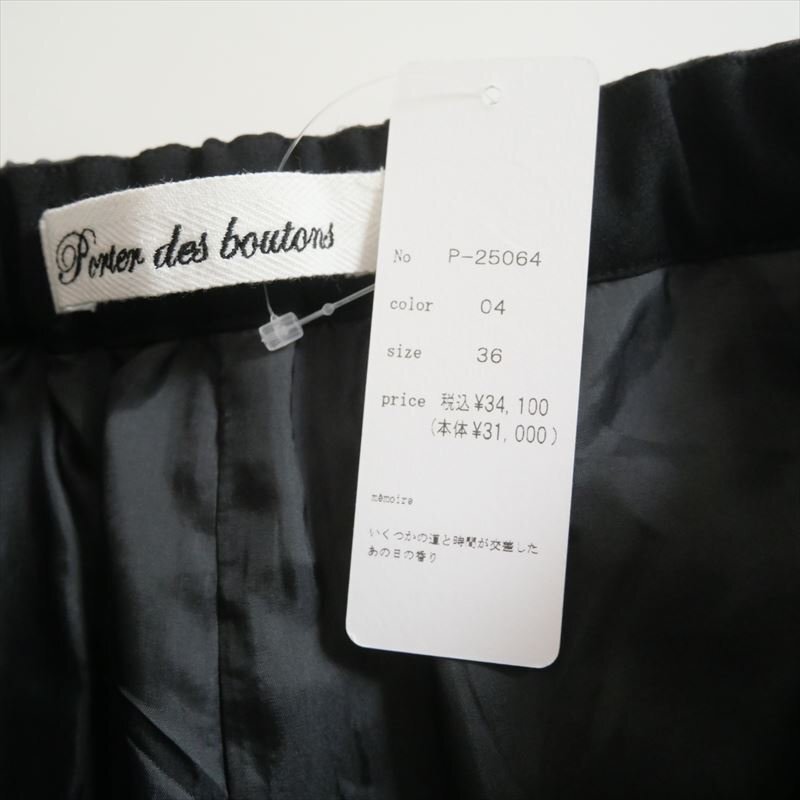 Porter des boutons
No P-25064
color 04
size 36
price 税込¥34,100
(本体¥31,000)
mémoire
いくつかの道と時間が交差した
あの日の香り